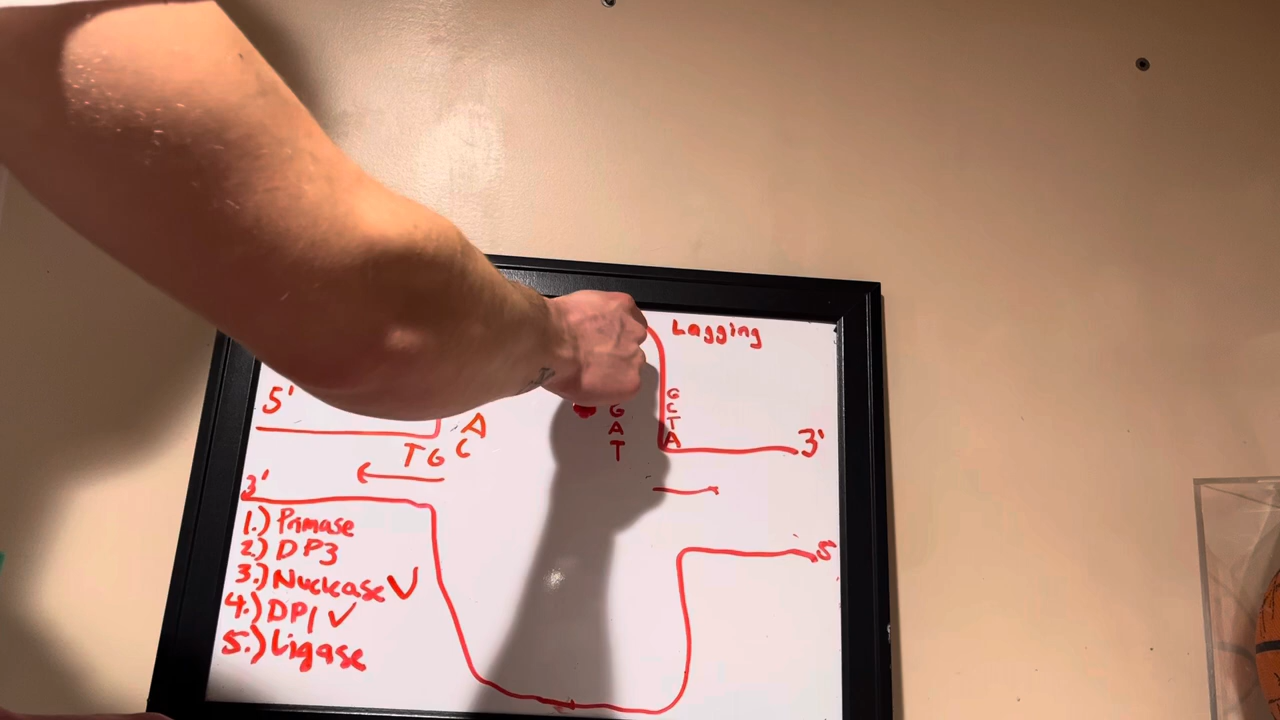 Lagging
5'
G
C
T
A
3'
G
A
T
A
C
T G
3'
5'
1.) Primase
2.) DP3
3.) Nuclease √
4.) DP1 √
5.) Ligase